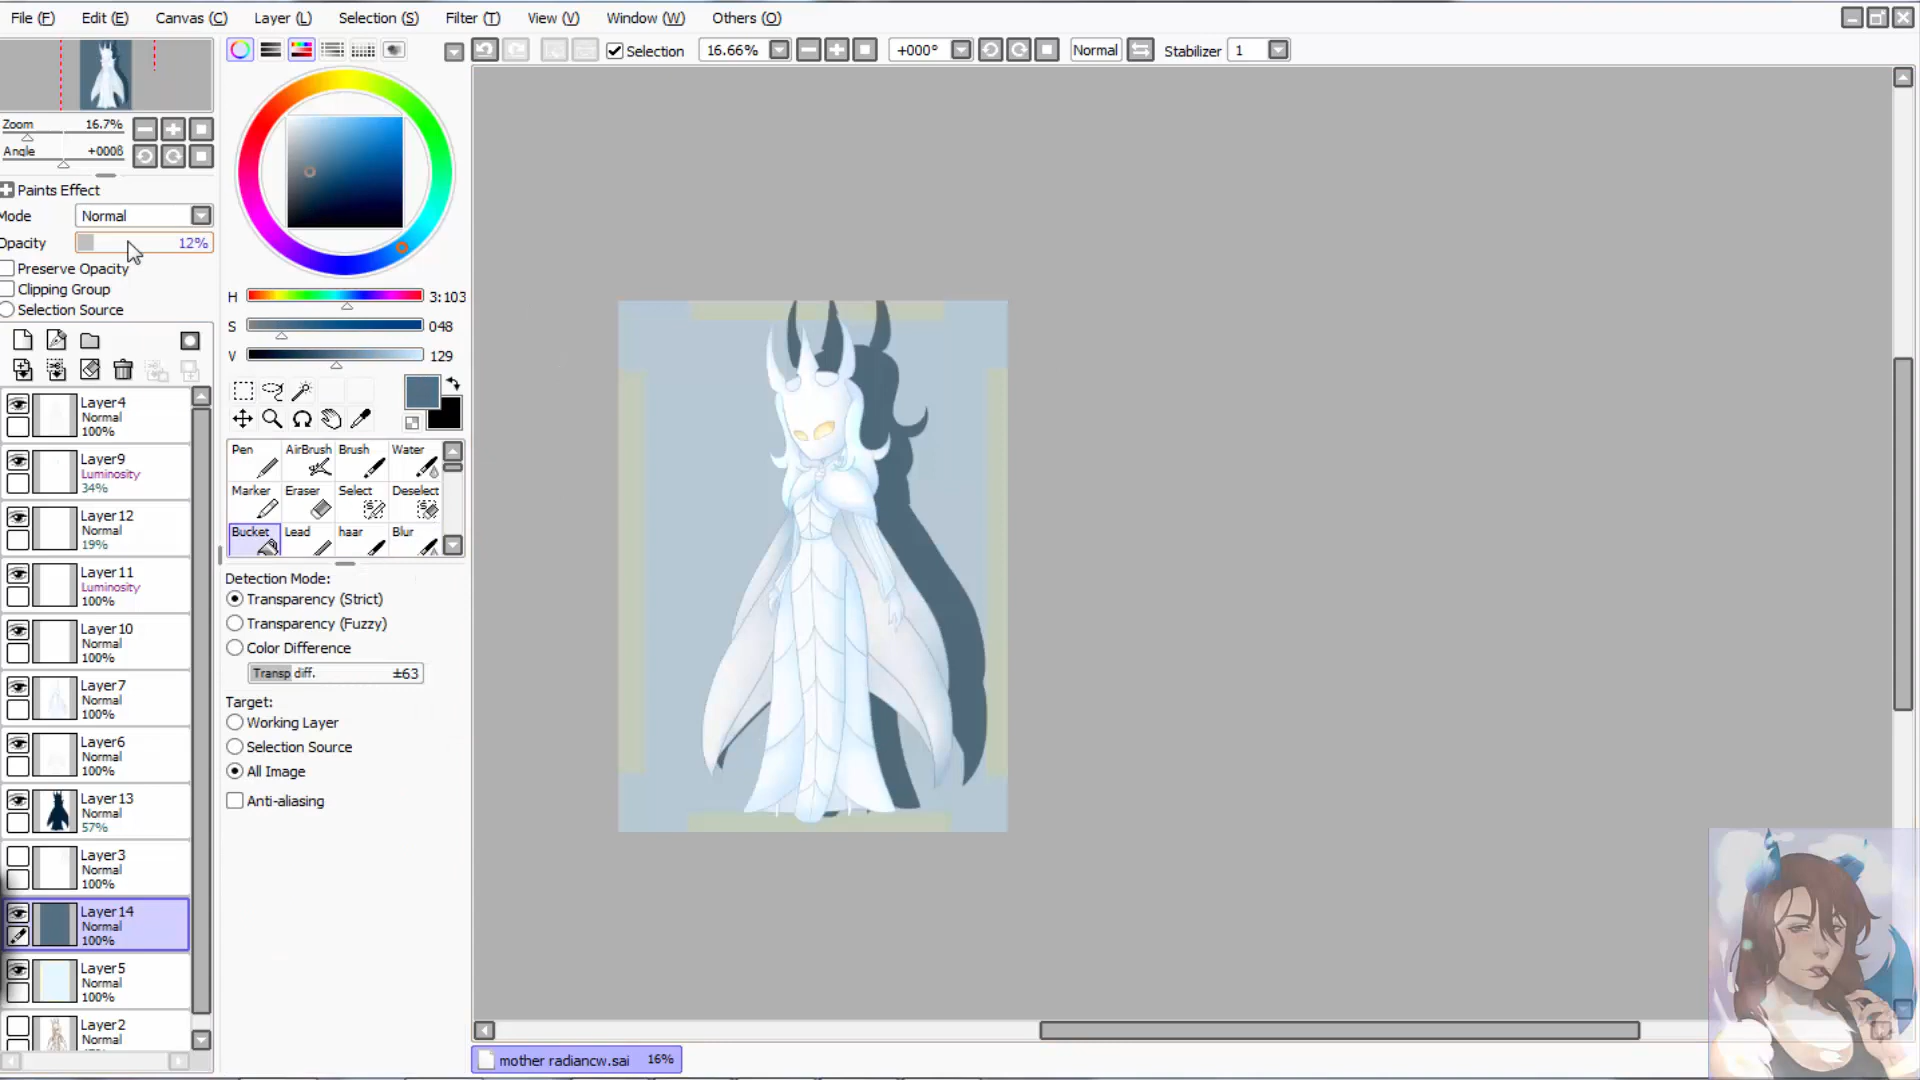 File (F) Edit (E) Canvas (C) Layer (L) Selection (S) Filter (T) View (V) Window (W) Others (O)
Selection 16.66% +000° Normal Stabilizer 1
Zoom 16.7%
Angle +000ß
Paints Effect
Mode Normal
Opacity 12%
Preserve Opacity
Clipping Group
Selection Source
H 3:103
S 048
V 129
Pen AirBrush Brush Water
Marker Eraser Select Deselect
Bucket Lead haar Blur
Detection Mode:
Transparency (Strict)
Transparency (Fuzzy)
Color Difference
Transp diff. ±63
Target:
Working Layer
Selection Source
All Image
Anti-aliasing
Layer4
Normal
100%
Layer9
Luminosity
34%
Layer12
Normal
19%
Layer11
Luminosity
100%
Layer10
Normal
100%
Layer7
Normal
100%
Layer6
Normal
100%
Layer13
Normal
57%
Layer3
Normal
100%
Layer14
Normal
100%
Layer5
Normal
100%
Layer2
Normal
mother radiancw.sai 16%